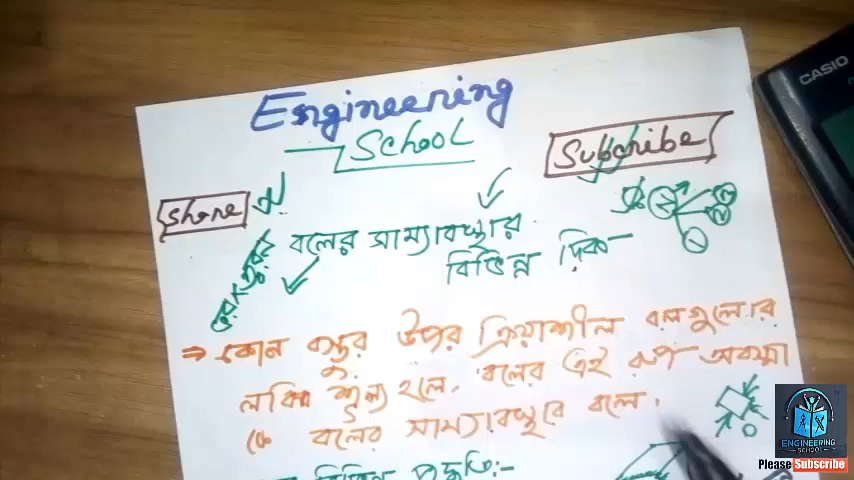 Engineering
School
Subscribe
Share
বলের সাম্যাবস্থার
বিভিন্ন দিক
⇒ কোন বস্তুর উপর ক্রিয়াশীল বলগুলোর
লব্ধি শূন্য হলে, বলের এই রূপ অবস্থা
কে বলের সাম্যাবস্থা বলে।
বিভিন্ন
CASIO
ENGINEERING
SCHOOL
Please Subscribe